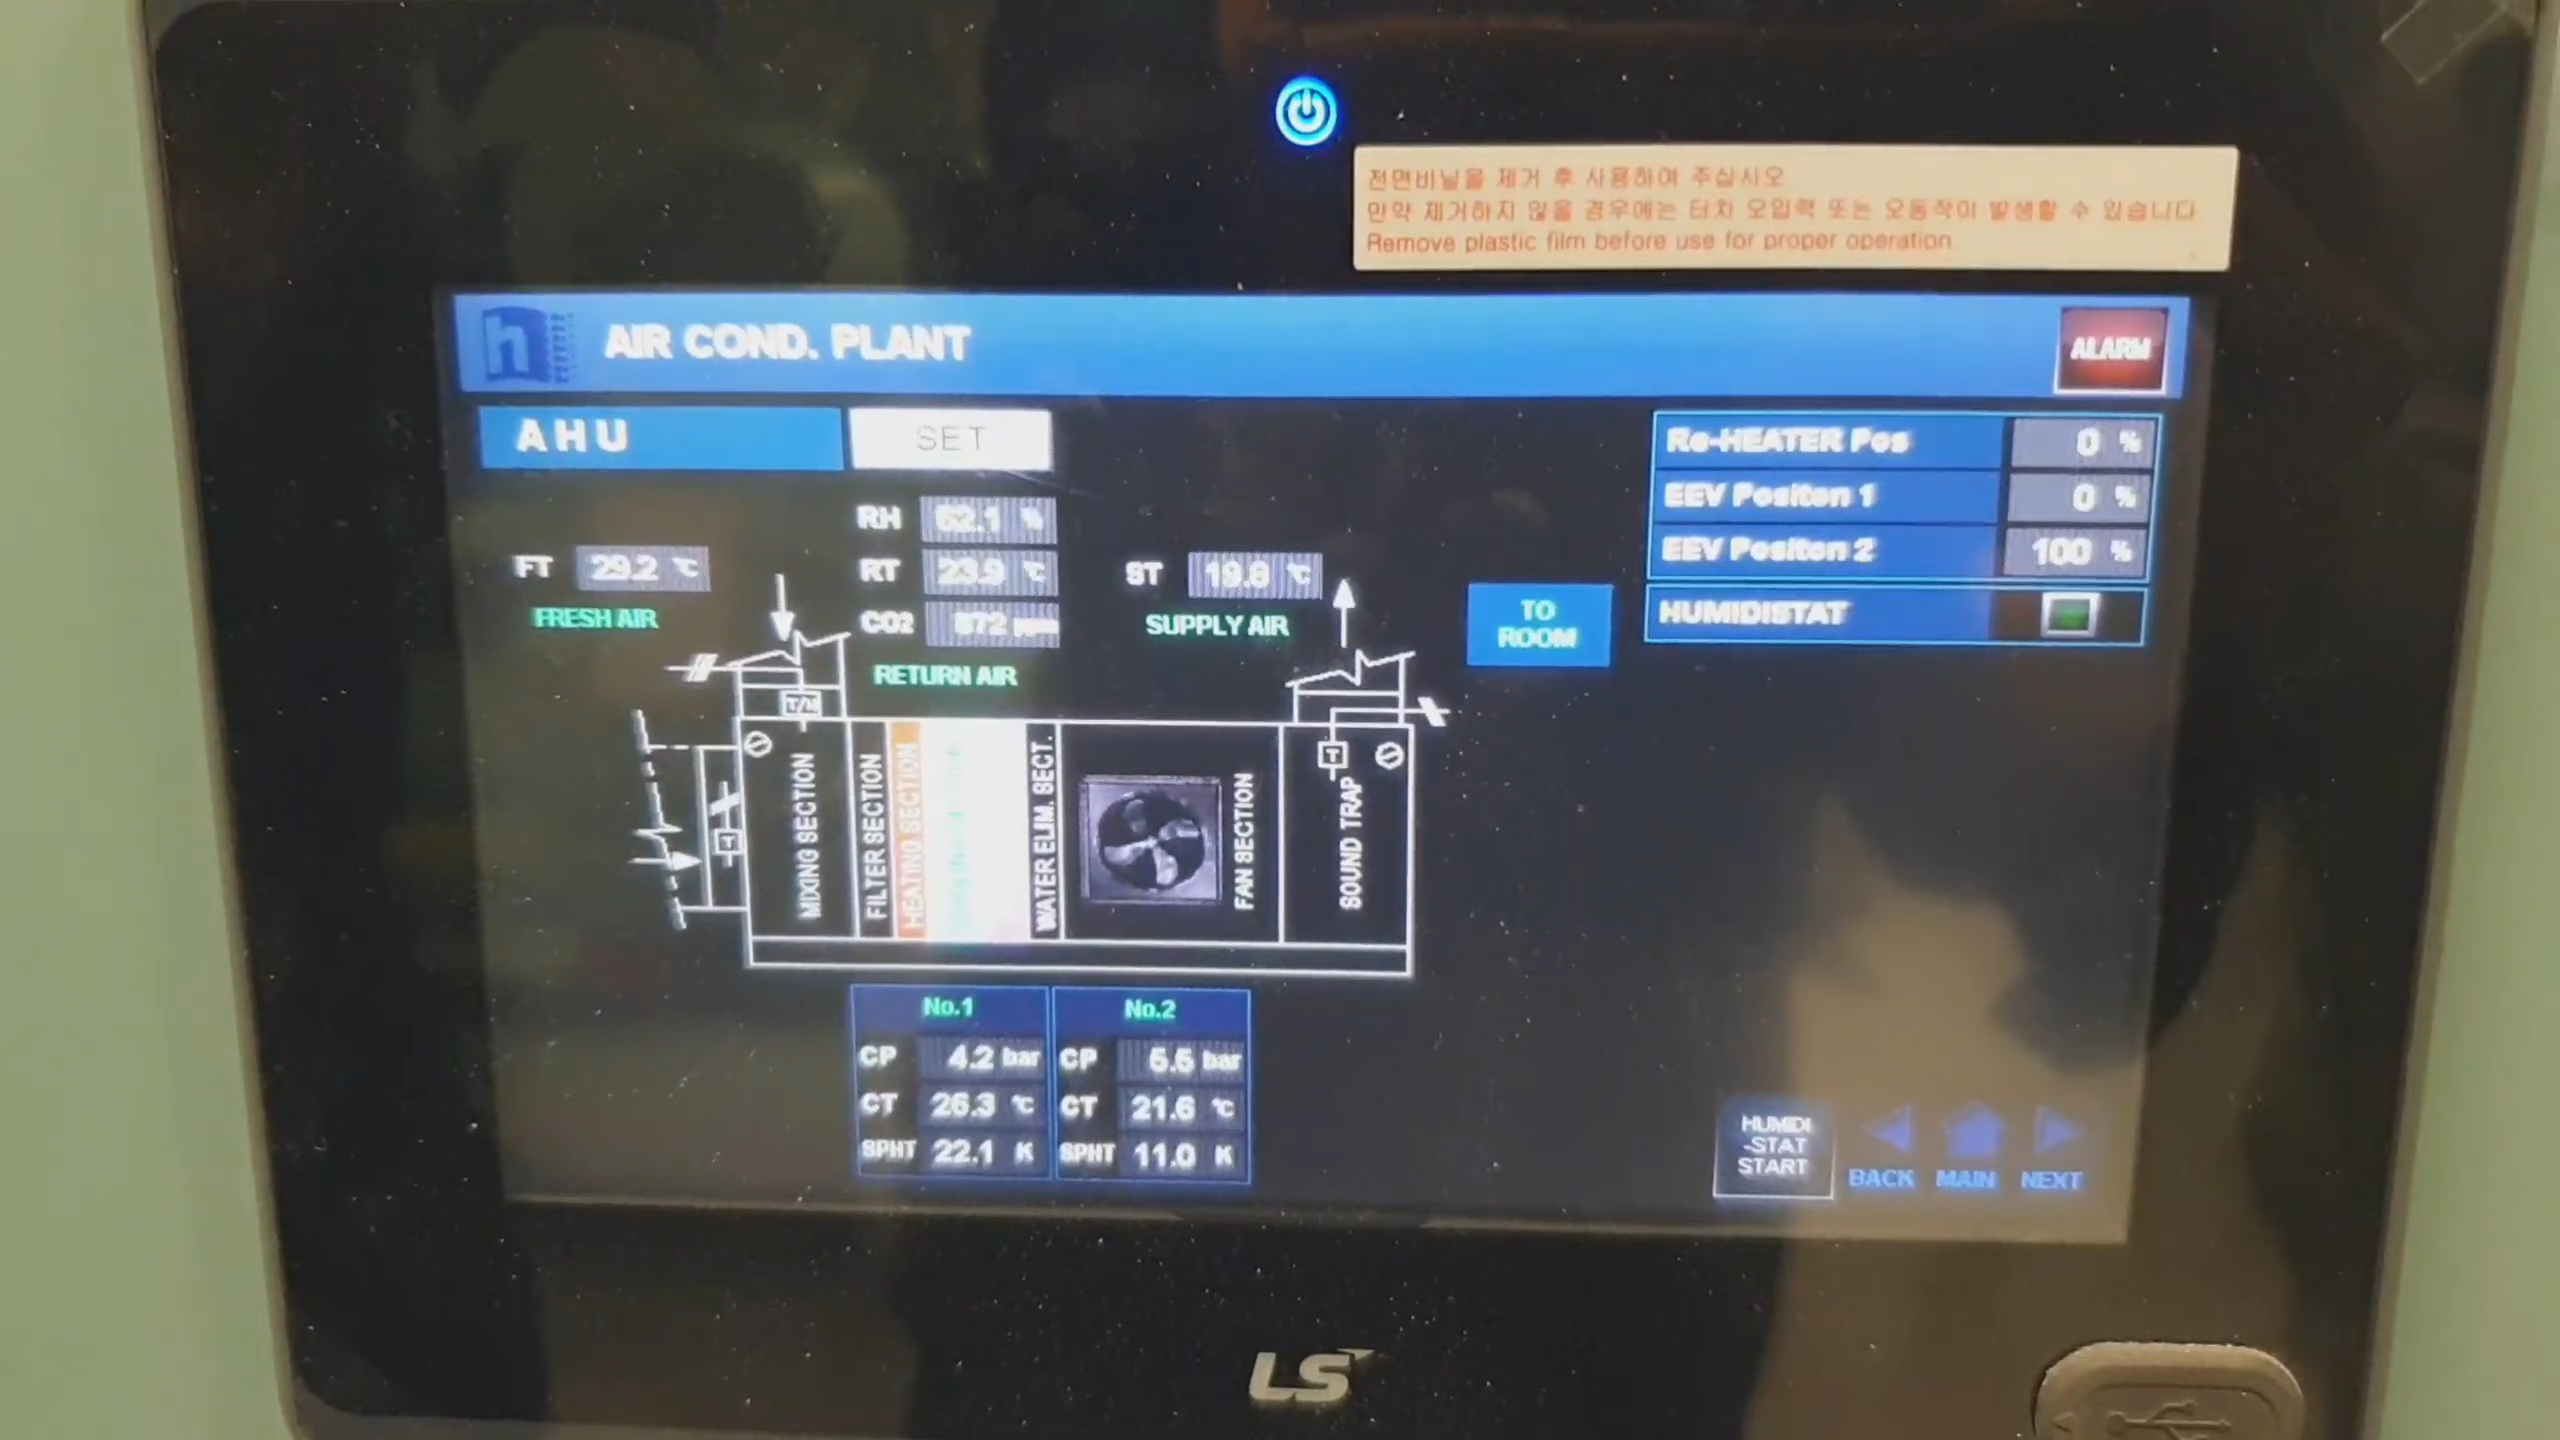 전면비닐을 제거 후 사용하여 주십시오
만약 제거하지 않을 경우에는 터치 오입력 또는 오동작이 발생할 수 있습니다
Remove plastic film before use for proper operation.
h
AIR COND. PLANT
ALARM
AHU SET
Re-HEATER Pos 0 %
EEV Positon 1 0 %
EEV Positon 2 100 %
HUMIDISTAT
RH %
FT 29.2 ℃
FRESH AIR
RT 23.9 ℃
CO2 ppm
RETURN AIR
ST 19.8 ℃
SUPPLY AIR
TO
ROOM
T
MIXING SECTION
FILTER SECTION
HEATING SECTION
WATER ELIM. SECT.
FAN SECTION
T
SOUND TRAP
No.1
CP 4.2 bar
CT 26.3 ℃
SPHT 22.1 K
No.2
CP bar
CT 21.6 ℃
SPHT 11.0 K
HUMIDI
-STAT
START
BACK
MAIN
NEXT
LS